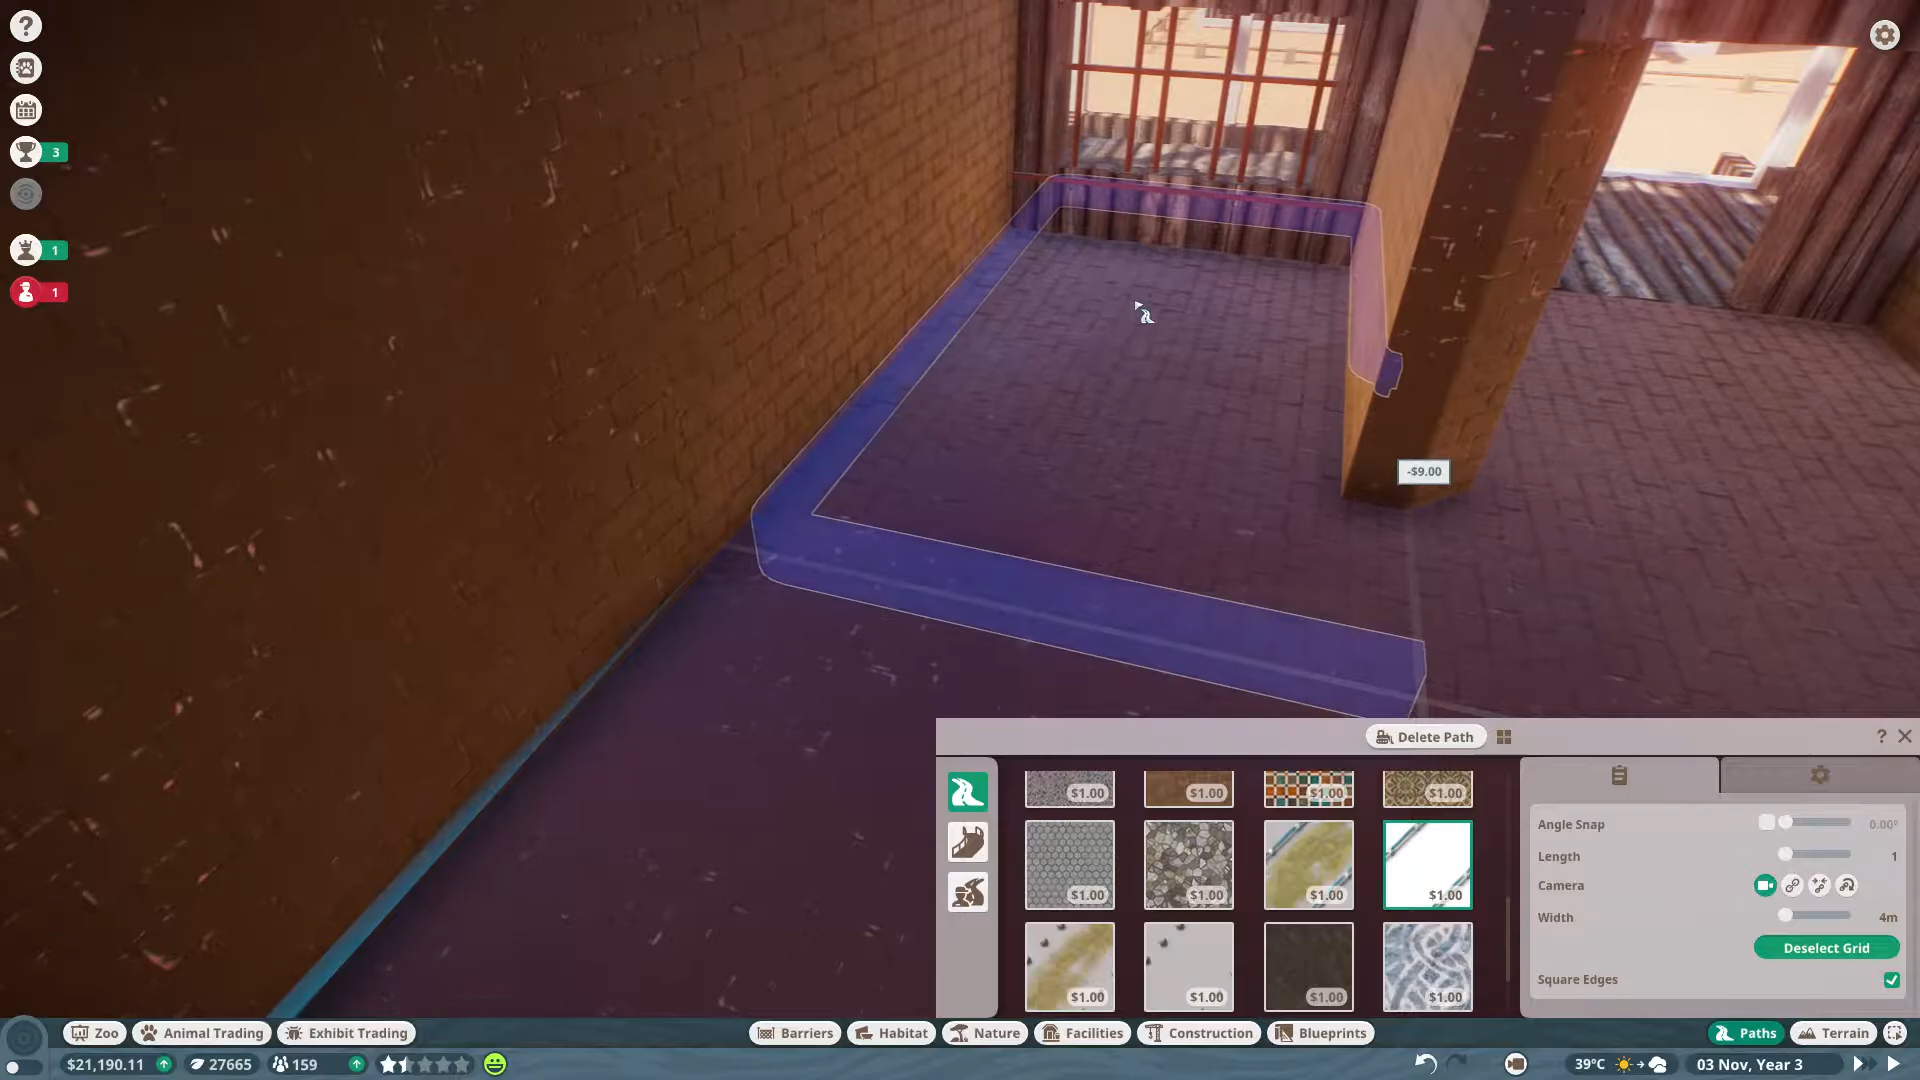 ?
3
1
1
-$9.00
Delete Path
?
$1.00 $1.00 $1.00 $1.00
$1.00 $1.00 $1.00 $1.00
$1.00 $1.00 $1.00 $1.00
Angle Snap 0.00°
Length 1
Camera
Width 4m
Deselect Grid
Square Edges
Zoo Animal Trading Exhibit Trading Barriers Habitat Nature Facilities Construction Blueprints Paths Terrain
$21,190.11 27665 159 39°C 03 Nov, Year 3